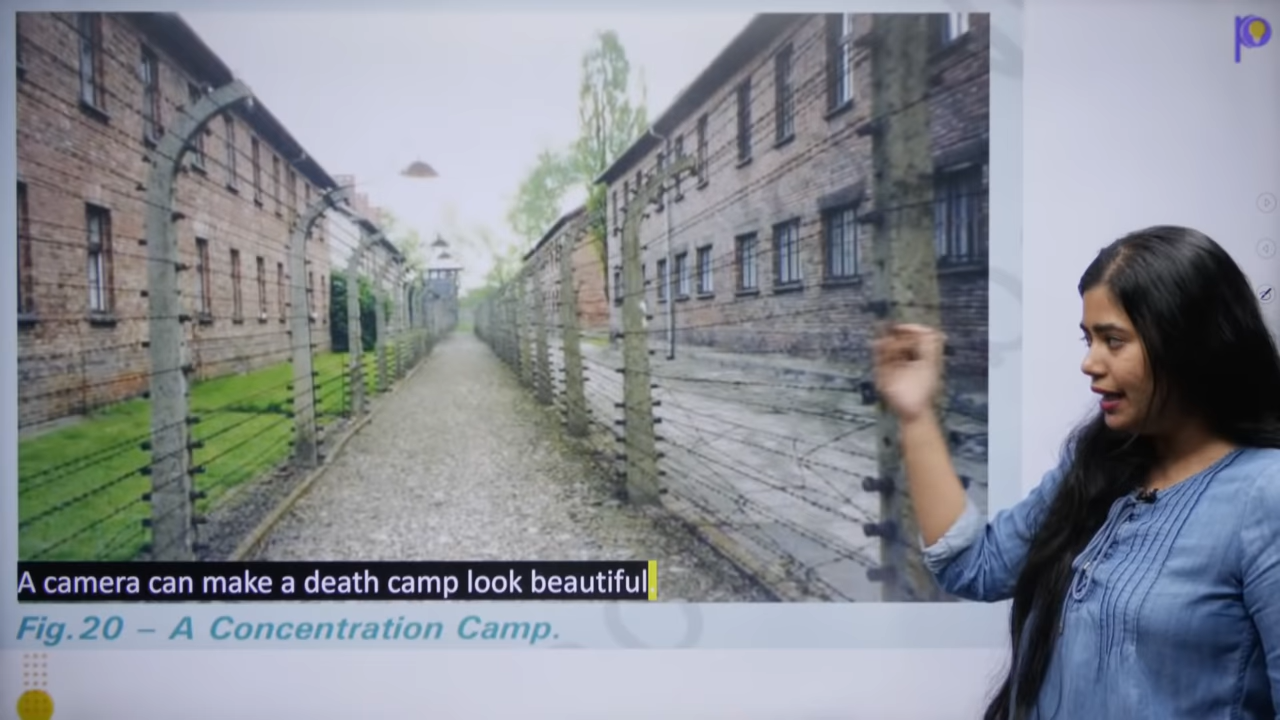 A camera can make a death camp look beautiful.
Fig.20 – A Concentration Camp.